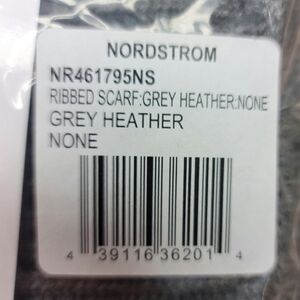 NORDSTROM
NR461795NS
RIBBED SCARF:GREY HEATHER:NONE
GREY HEATHER
NONE
4 39116 36201 4